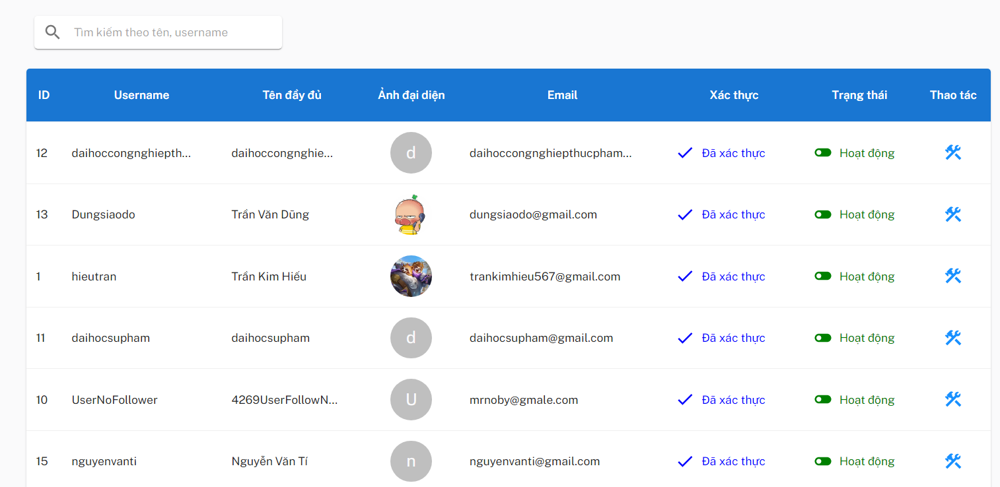 Tìm kiếm theo tên, username
ID Username Tên đầy đủ Ảnh đại diện Email Xác thực Trạng thái Thao tác
12 daihoccongnghiepth... daihoccongnghie... d daihoccongnghiepthucpham... Đã xác thực Hoạt động
13 Dungsiaodo Trần Văn Dũng dungsiaodo@gmail.com Đã xác thực Hoạt động
1 hieutran Trần Kim Hiếu trankimhieu567@gmail.com Đã xác thực Hoạt động
11 daihocsupham daihocsupham d daihocsupham@gmail.com Đã xác thực Hoạt động
10 UserNoFollower 4269UserFollowN... U mrnoby@gmale.com Đã xác thực Hoạt động
15 nguyenvanti Nguyễn Văn Tí n nguyenvanti@gmail.com Đã xác thực Hoạt động